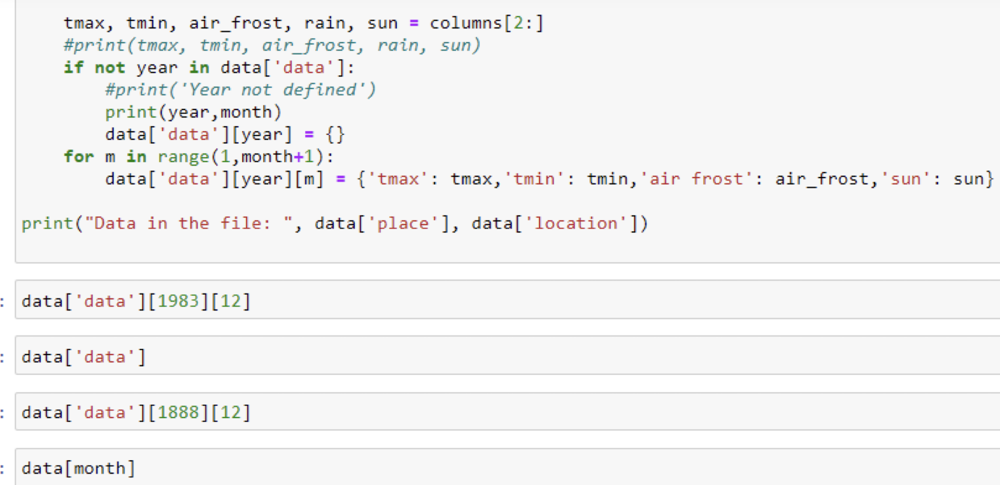 tmax, tmin, air_frost, rain, sun = columns[2:]
#print(tmax, tmin, air_frost, rain, sun)
if not year in data['data']:
#print('Year not defined')
print(year,month)
data['data'][year] = {}
for m in range(1,month+1):
data['data'][year][m] = {'tmax': tmax,'tmin': tmin,'air frost': air_frost,'sun': sun}
print("Data in the file: ", data['place'], data['location'])
: data['data'][1983][12]
: data['data']
: data['data'][1888][12]
: data[month]